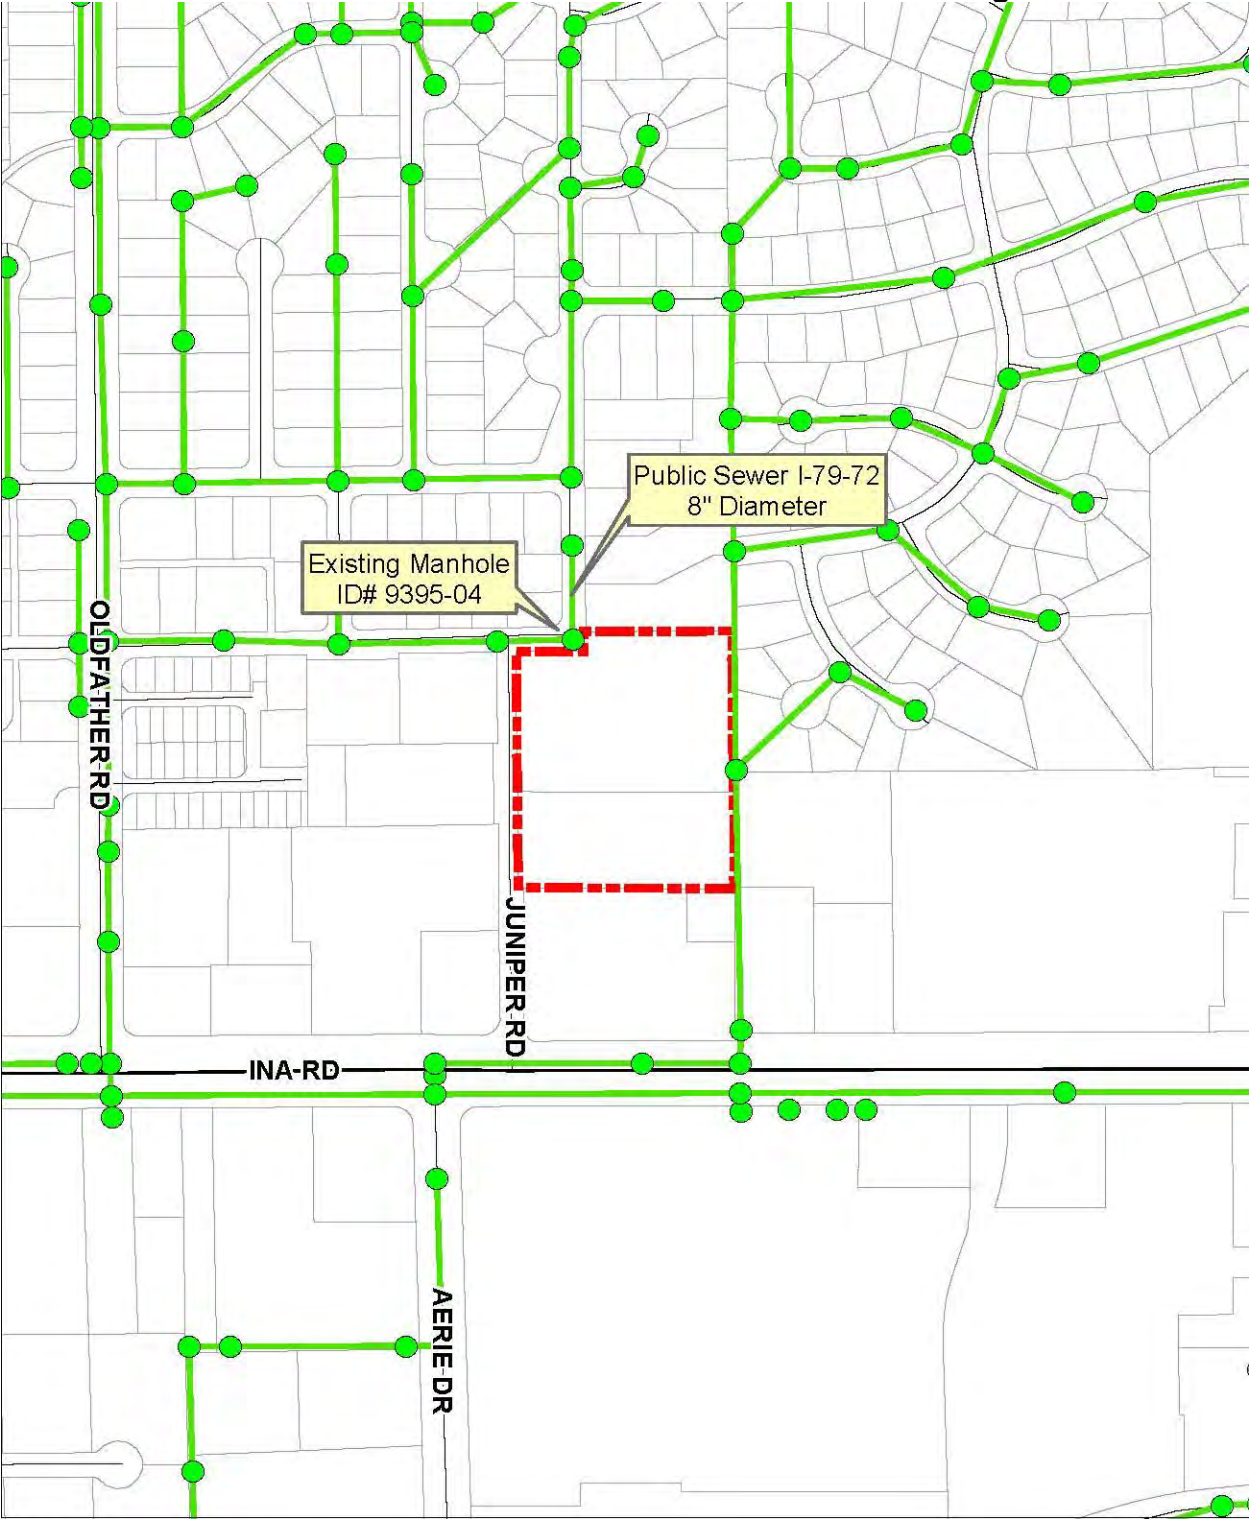 Public Sewer I-79-72
8" Diameter
Existing Manhole
ID# 9395-04
OLDFATHER RD
JUNIPER RD
INA RD
AERIE DR